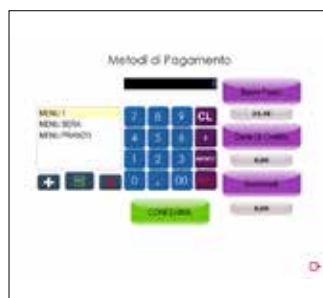 Metodi di Pagamento
MENU 1
MENU SERA
MENU PRANZO
7 8 9 CL
4 5 6 +
1 2 3
0 . 00
Carte Di Credito
0,00
CONFERMA
0,00